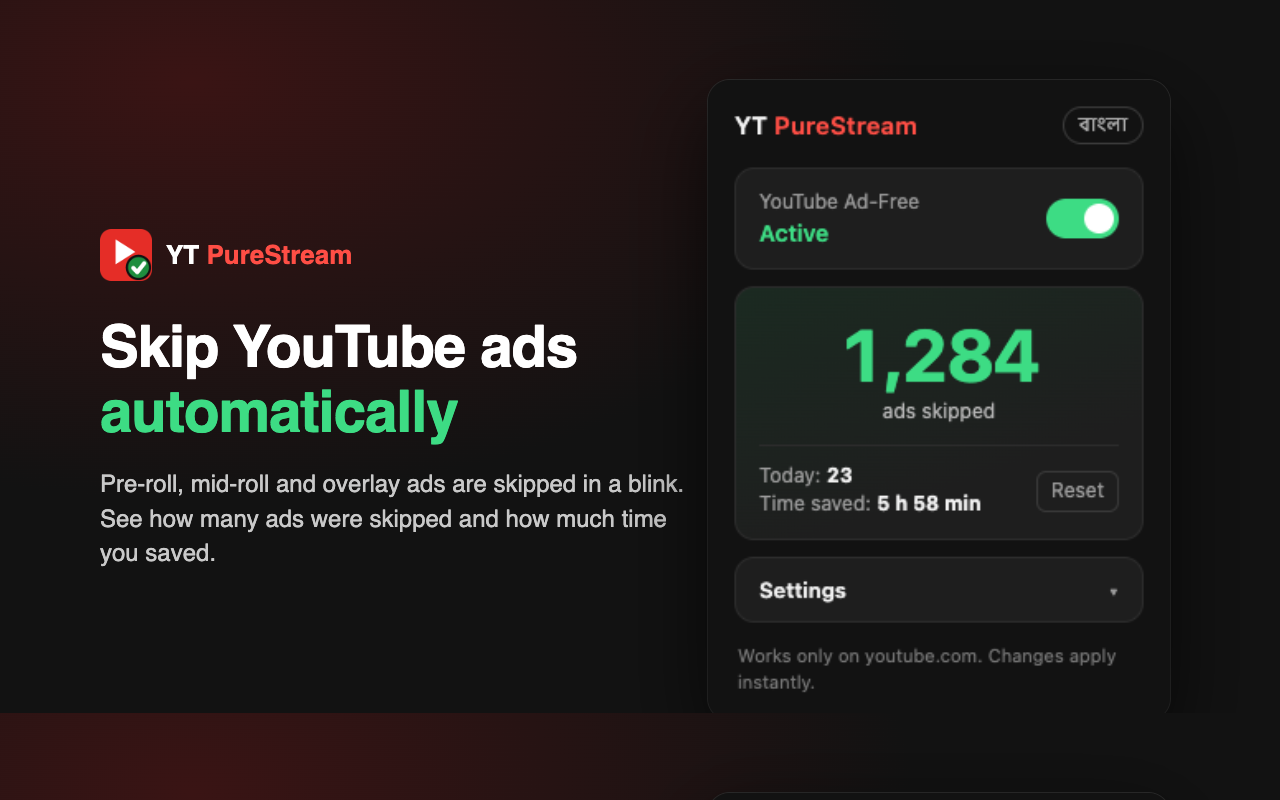 YT PureStream
Skip YouTube ads
automatically
Pre-roll, mid-roll and overlay ads are skipped in a blink.
See how many ads were skipped and how much time
you saved.
YT PureStream
বাংলা
YouTube Ad-Free
Active
1,284
ads skipped
Today: 23
Time saved: 5 h 58 min
Reset
Settings
Works only on youtube.com. Changes apply
instantly.